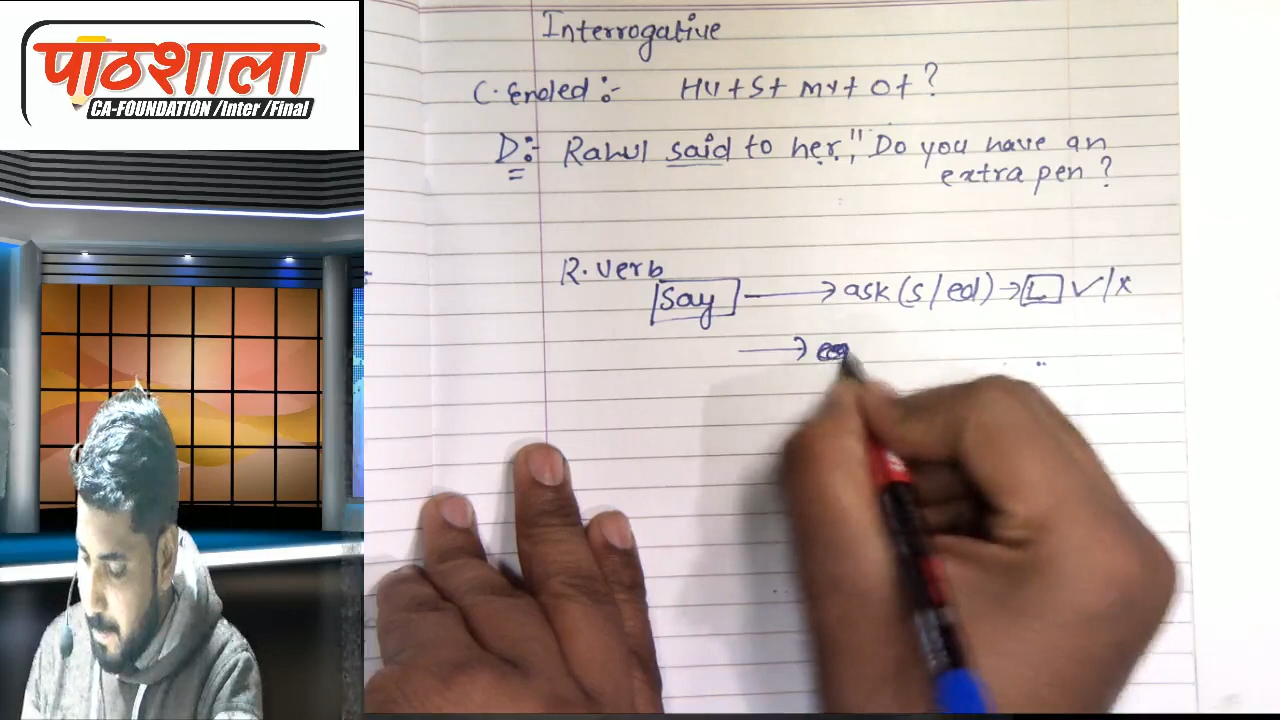 पाठशाला
CA-FOUNDATION /Inter /Final
Interrogative
C. Ended :- HV + S + MV + O + ?
D :- Rahul said to her, "Do you have an
extra pen ?
R. verb
Say → ask (s/ed) → L ✓/×
→